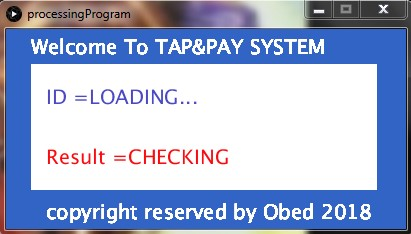 processingProgram
Welcome To TAP&PAY SYSTEM
ID =LOADING...
Result =CHECKING
copyright reserved by Obed 2018